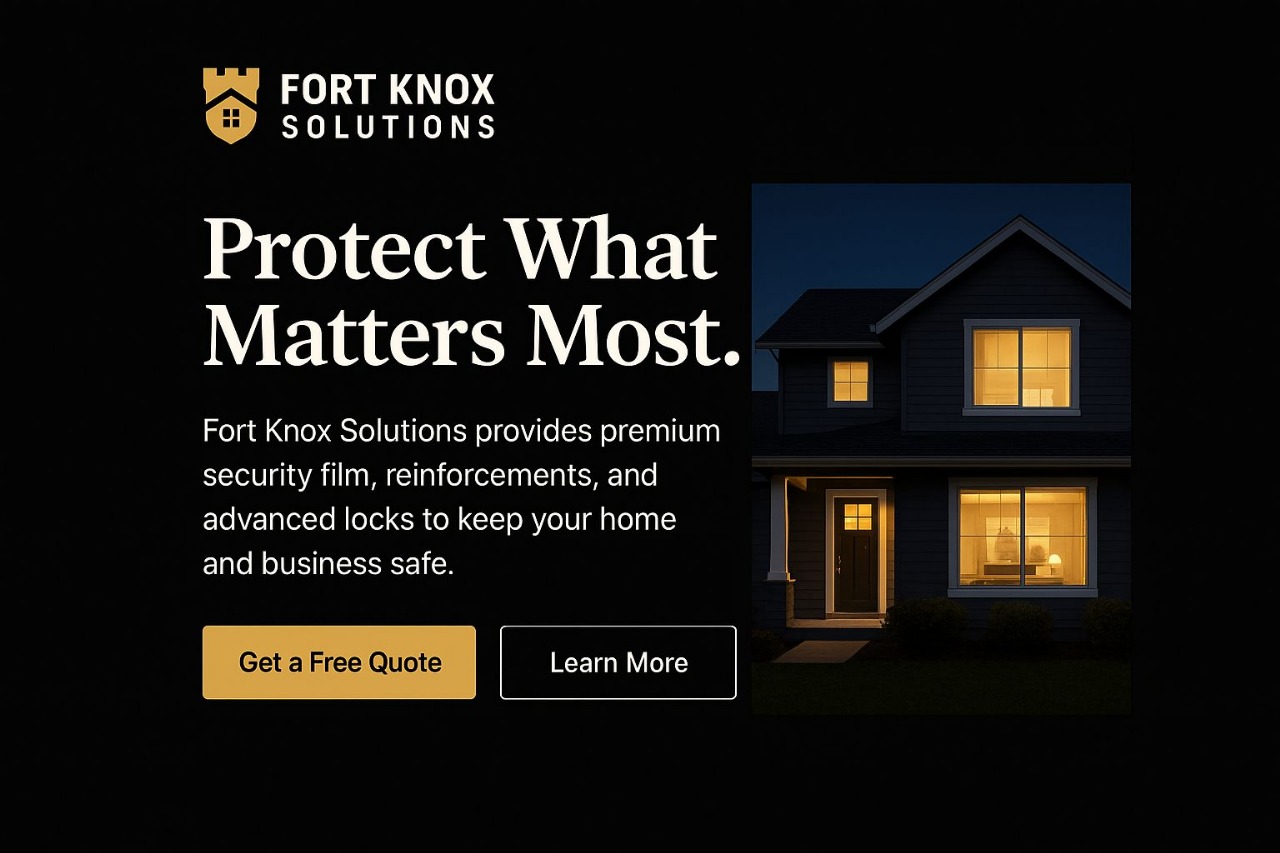 FORT KNOX
SOLUTIONS
Protect What
Matters Most.
Fort Knox Solutions provides premium
security film, reinforcements, and
advanced locks to keep your home
and business safe.
Get a Free Quote
Learn More